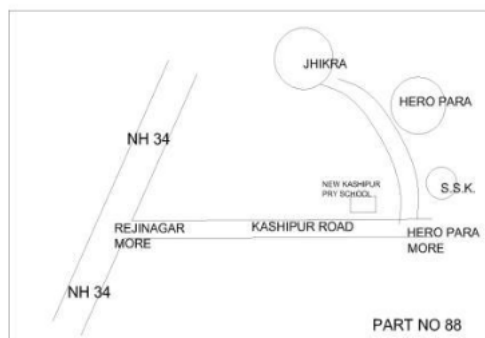 JHIKRA
HERO PARA
NH 34
NEW KASHIPUR
PRY SCHOOL
S.S.K.
REJINAGAR
MORE
KASHIPUR ROAD
HERO PARA
MORE
NH 34
PART NO 88